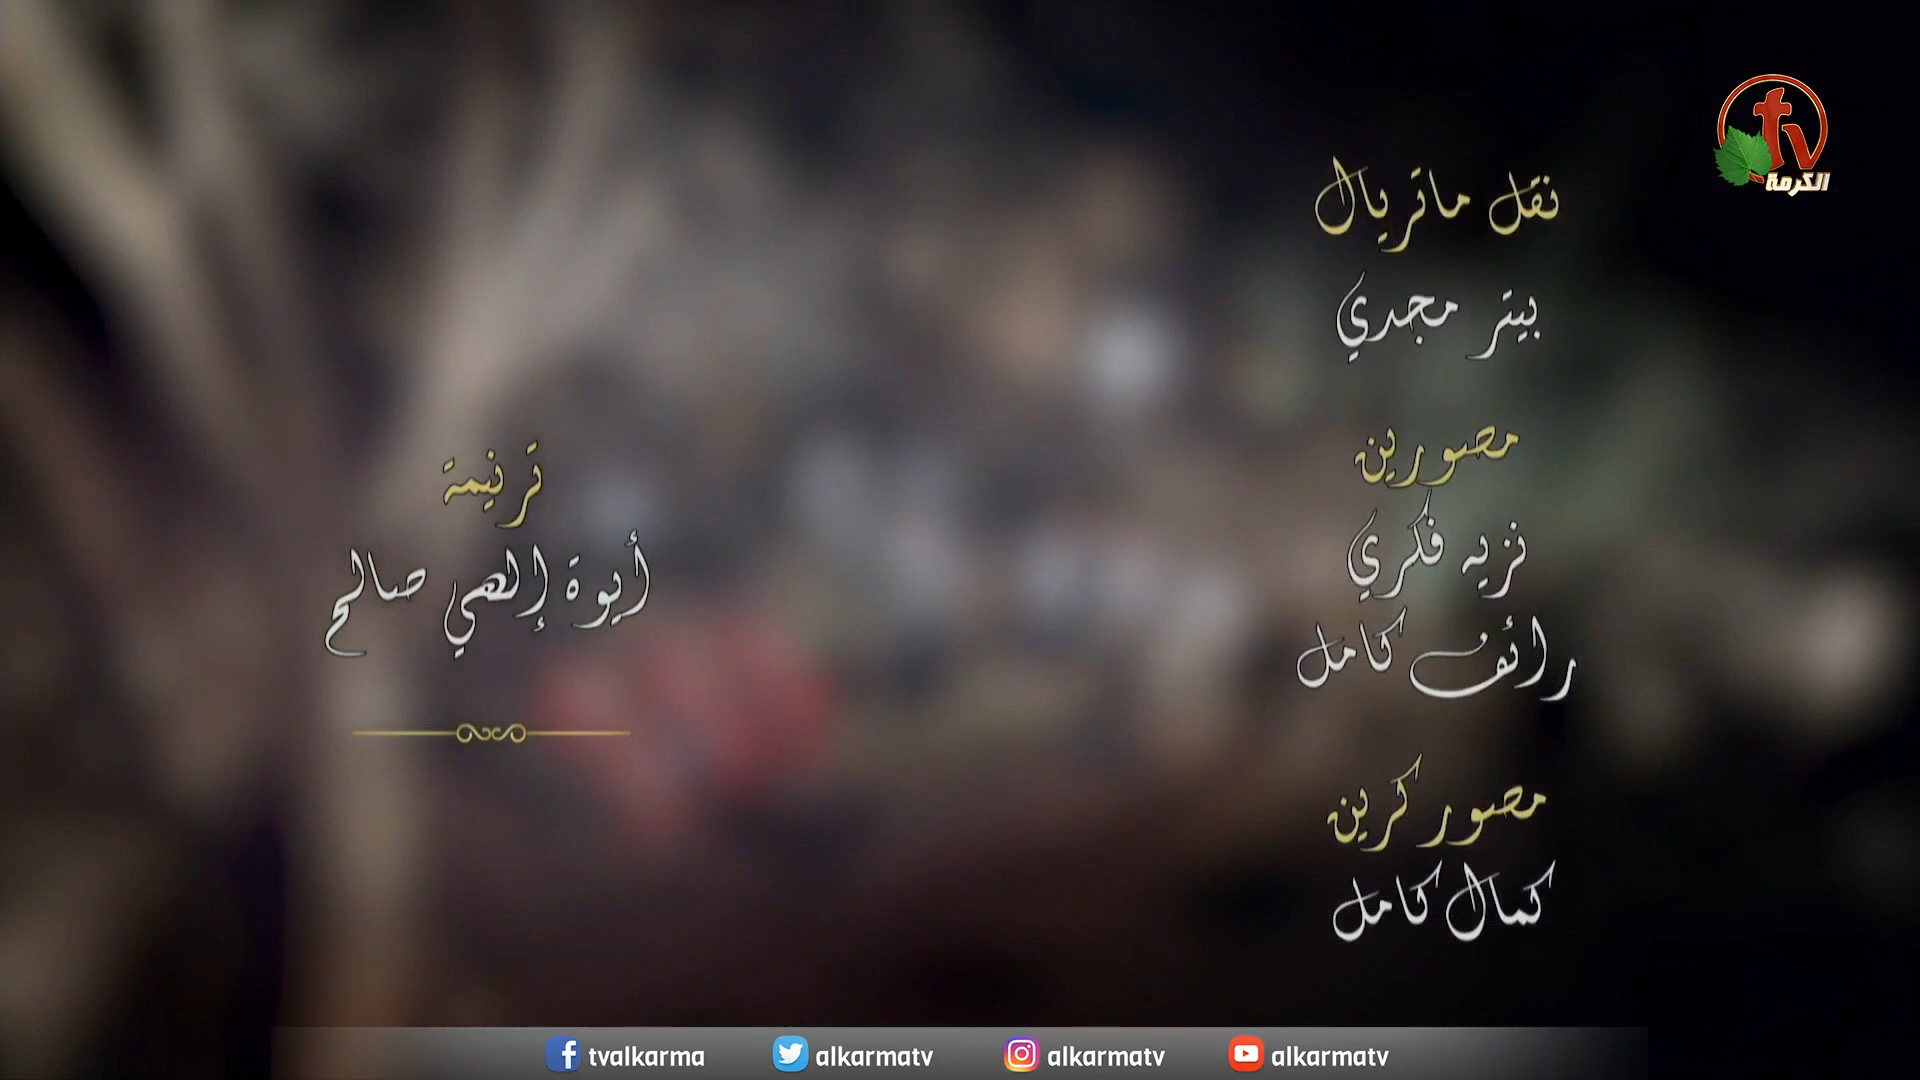 tv
الكرمة
نقل ماتريال
بيتر مجدي
مصورين
نزيه فكري
رائف كامل
مصور كرين
كمال كامل
ترنيمة
أيوة إلهي صالح
tvalkarma
alkarmatv
alkarmatv
alkarmatv